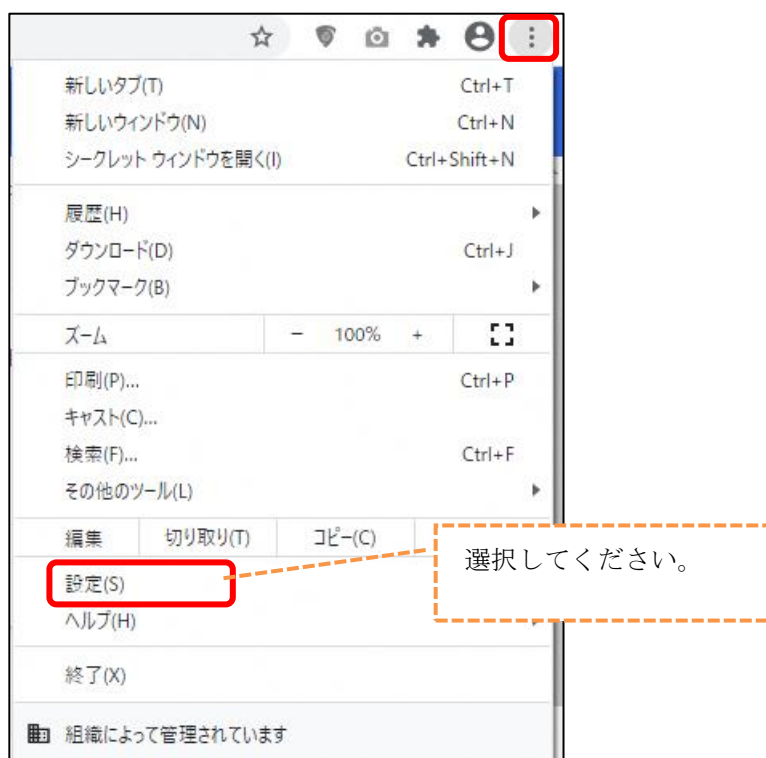 新しいタブ(T) Ctrl+T
新しいウィンドウ(N) Ctrl+N
シークレット ウィンドウを開く(I) Ctrl+Shift+N
履歴(H)
ダウンロード(D) Ctrl+J
ブックマーク(B)
ズーム － 100% +
印刷(P)... Ctrl+P
キャスト(C)...
検索(F)... Ctrl+F
その他のツール(L)
編集 切り取り(T) コピー(C)
選択してください。
設定(S)
ヘルプ(H)
終了(X)
組織によって管理されています